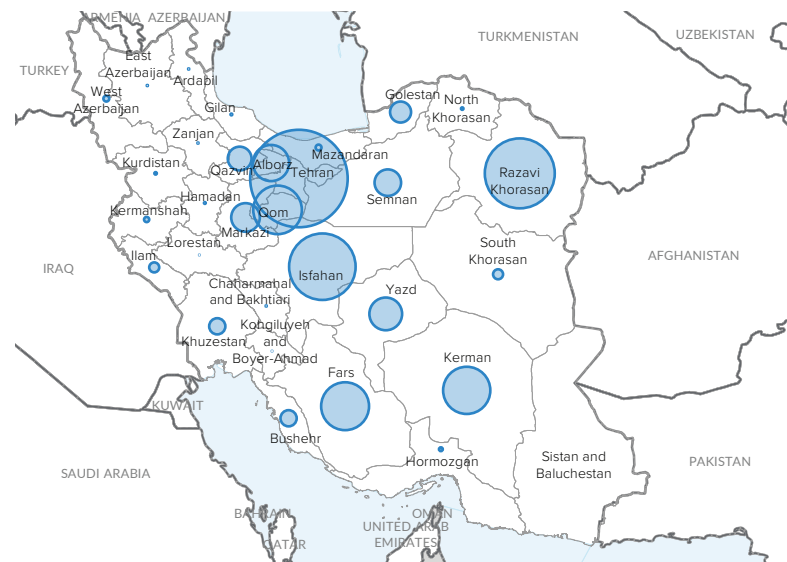 ARMENIA
AZERBAIJAN
TURKMENISTAN
UZBEKISTAN
TURKEY
East
Azerbaijan
Ardabil
West
Azerbaijan
Gilan
Golestan
North
Khorasan
Zanjan
Kurdistan
Qazvin
Alborz
Mazandaran
Tehran
Razavi
Khorasan
Hamadan
Semnan
Kermanshah
Qom
Markazi
Lorestan
Ilam
South
Khorasan
AFGHANISTAN
IRAQ
Isfahan
Chaharmahal
and Bakhtiari
Yazd
Khuzestan
Kohgiluyeh
and
Boyer-Ahmad
Fars
Kerman
KUWAIT
Bushehr
Hormozgan
Sistan and
Baluchestan
PAKISTAN
SAUDI ARABIA
BAHRAIN
OMAN
UNITED ARAB
EMIRATES
QATAR